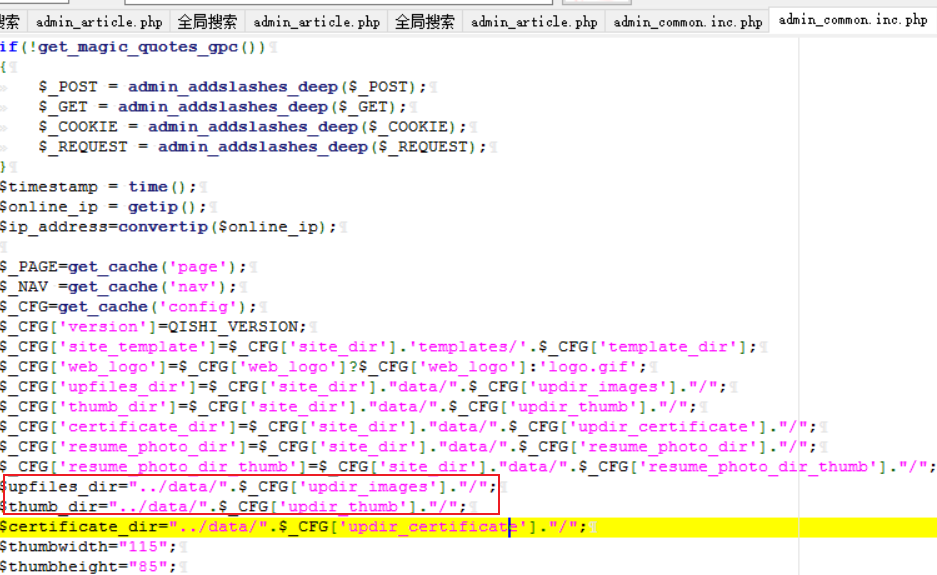 搜索 admin_article.php 全局搜索 admin_article.php 全局搜索 admin_article.php admin_common.inc.php admin_common.inc.php
if(!get_magic_quotes_gpc())
{
$_POST = admin_addslashes_deep($_POST);
$_GET = admin_addslashes_deep($_GET);
$_COOKIE = admin_addslashes_deep($_COOKIE);
$_REQUEST = admin_addslashes_deep($_REQUEST);
}
$timestamp = time();
$online_ip = getip();
$ip_address=convertip($online_ip);
$_PAGE=get_cache('page');
$_NAV =get_cache('nav');
$_CFG=get_cache('config');
$_CFG['version']=QISHI_VERSION;
$_CFG['site_template']=$_CFG['site_dir'].'templates/'.$_CFG['template_dir'];
$_CFG['web_logo']=$_CFG['web_logo']?$_CFG['web_logo']:'logo.gif';
$_CFG['upfiles_dir']=$_CFG['site_dir']."data/".$_CFG['updir_images']."/";
$_CFG['thumb_dir']=$_CFG['site_dir']."data/".$_CFG['updir_thumb']."/";
$_CFG['certificate_dir']=$_CFG['site_dir']."data/".$_CFG['updir_certificate']."/";
$_CFG['resume_photo_dir']=$_CFG['site_dir']."data/".$_CFG['resume_photo_dir']."/";
$_CFG['resume_photo_dir_thumb']=$_CFG['site_dir']."data/".$_CFG['resume_photo_dir_thumb']."/";
$upfiles_dir="../data/".$_CFG['updir_images']."/";
$thumb_dir="../data/".$_CFG['updir_thumb']."/";
$certificate_dir="../data/".$_CFG['updir_certificate']."/";
$thumbwidth="115";
$thumbheight="85";